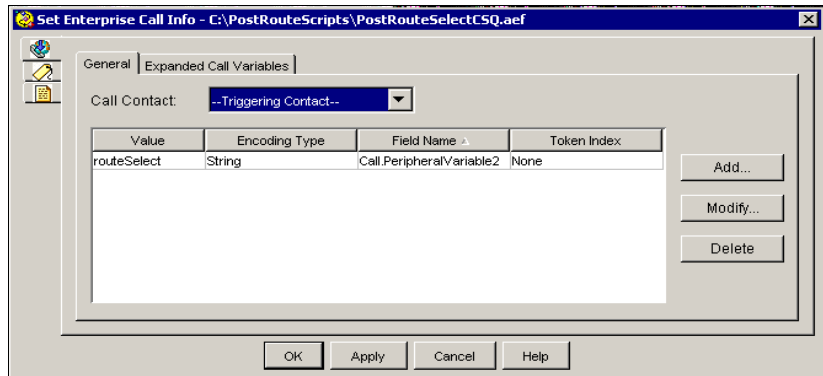 Set Enterprise Call Info - C:\PostRouteScripts\PostRouteSelectCSQ.aef
General Expanded Call Variables
Call Contact: --Triggering Contact--
Value Encoding Type Field Name Token Index
routeSelect String Call.PeripheralVariable2 None
Add...
Modify...
Delete
OK Apply Cancel Help